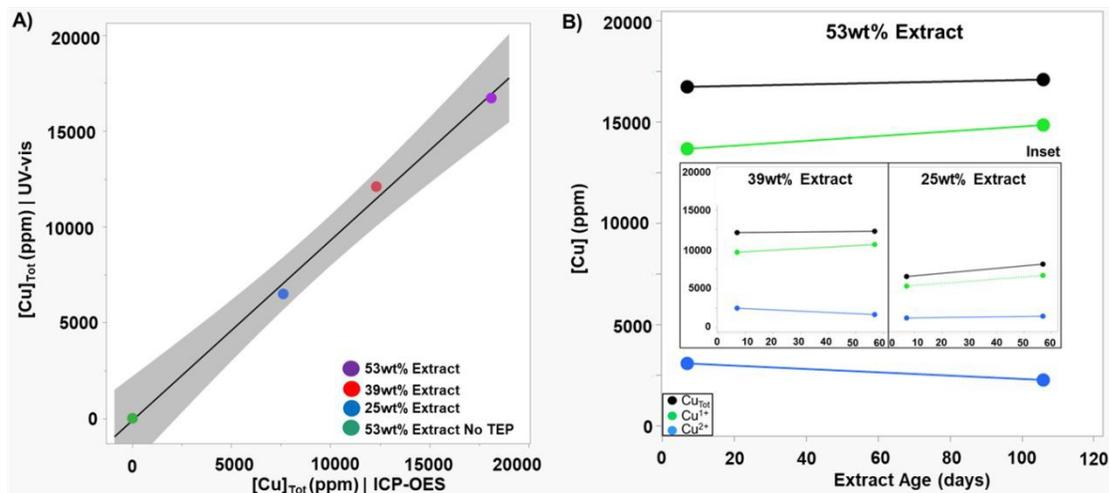 A)
20000
15000
10000
5000
0
[Cu]Tot (ppm) | UV-vis
53wt% Extract
39wt% Extract
25wt% Extract
53wt% Extract No TEP
0 5000 10000 15000 20000
[Cu]Tot (ppm) | ICP-OES
B)
53wt% Extract
20000
15000
10000
5000
0
[Cu] (ppm)
Inset
39wt% Extract
20000
15000
10000
5000
0
0 10 20 30 40 50 60
25wt% Extract
10 20 30 40 50 60
CuTot
Cu1+
Cu2+
0 20 40 60 80 100 120
Extract Age (days)